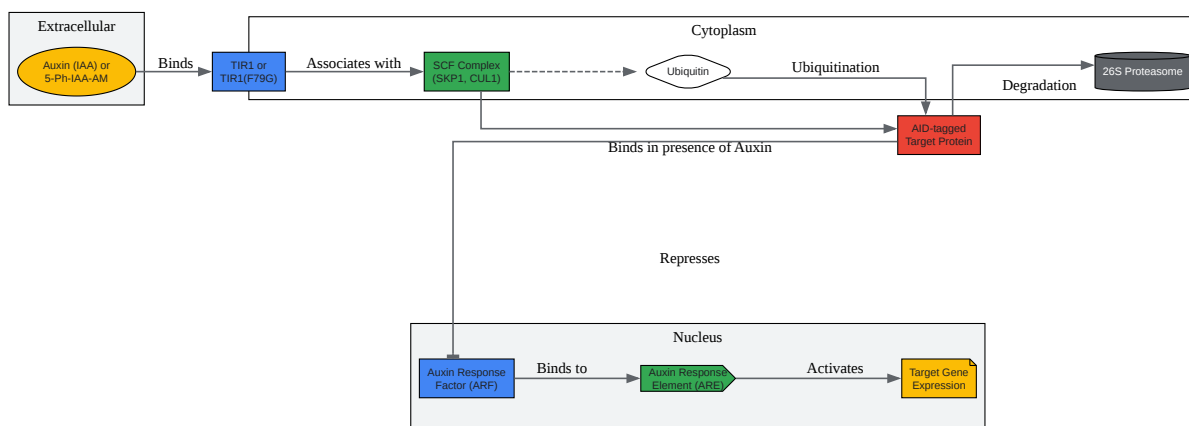 Extracellular
Cytoplasm
Auxin (IAA) or
5-Ph-IAA-AM
Binds
TIR1 or
TIR1(F79G)
Associates with
SCF Complex
(SKP1, CUL1)
Ubiquitin
Ubiquitination
Degradation
26S Proteasome
AID-tagged
Target Protein
Binds in presence of Auxin
Represses
Nucleus
Auxin Response
Factor (ARF)
Binds to
Auxin Response
Element (ARE)
Activates
Target Gene
Expression